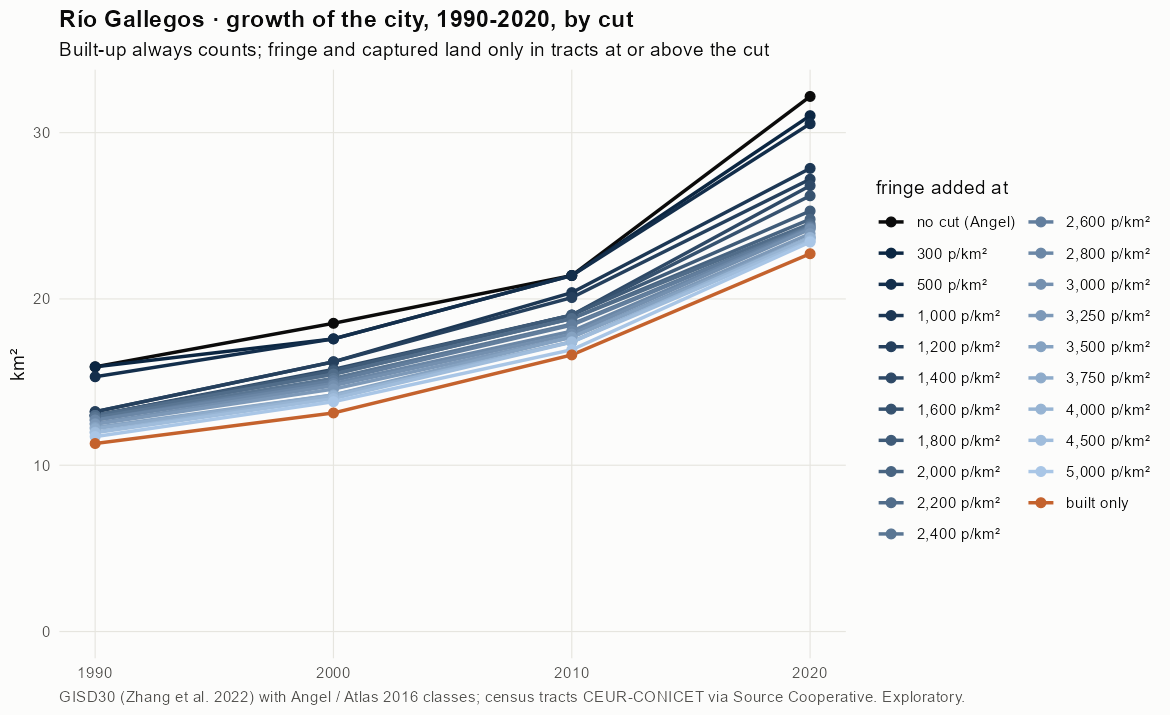 Río Gallegos · growth of the city, 1990-2020, by cut
Built-up always counts; fringe and captured land only in tracts at or above the cut
km²
30
20
10
0
1990
2000
2010
2020
fringe added at
no cut (Angel)
300 p/km²
500 p/km²
1,000 p/km²
1,200 p/km²
1,400 p/km²
1,600 p/km²
1,800 p/km²
2,000 p/km²
2,200 p/km²
2,400 p/km²
2,600 p/km²
2,800 p/km²
3,000 p/km²
3,250 p/km²
3,500 p/km²
3,750 p/km²
4,000 p/km²
4,500 p/km²
5,000 p/km²
built only
GISD30 (Zhang et al. 2022) with Angel / Atlas 2016 classes; census tracts CEUR-CONICET via Source Cooperative. Exploratory.